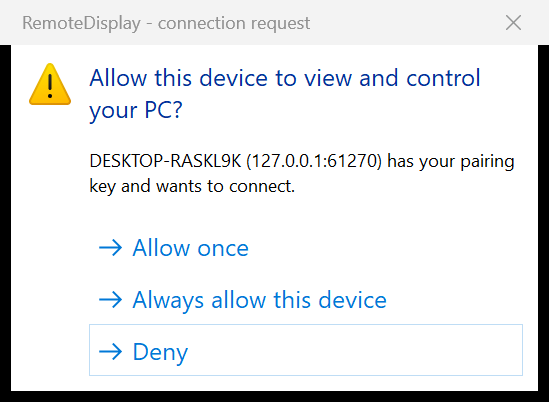 RemoteDisplay - connection request
Allow this device to view and control
your PC?
DESKTOP-RASKL9K (127.0.0.1:61270) has your pairing
key and wants to connect.
Allow once
Always allow this device
Deny